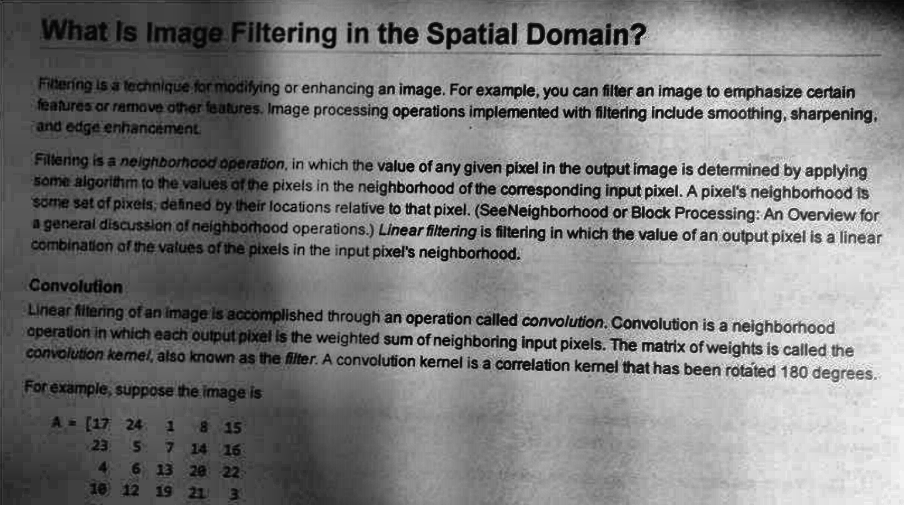 What Is Image Filtering in the Spatial Domain?
Filtering is a technique for modifying or enhancing an image. For example, you can filter an image to emphasize certain
features or remove other features. Image processing operations implemented with filtering include smoothing, sharpening,
and edge enhancement.
Filtering is a neighborhood operation, in which the value of any given pixel in the output image is determined by applying
some algorithm to the values of the pixels in the neighborhood of the corresponding input pixel. A pixel's neighborhood is
some set of pixels, defined by their locations relative to that pixel. (SeeNeighborhood or Block Processing: An Overview for
a general discussion of neighborhood operations.) Linear filtering is filtering in which the value of an output pixel is a linear
combination of the values of the pixels in the input pixel's neighborhood.
Convolution
Linear filtering of an image is accomplished through an operation called convolution. Convolution is a neighborhood
operation in which each output pixel is the weighted sum of neighboring input pixels. The matrix of weights is called the
convolution kernel, also known as the filter. A convolution kernel is a correlation kernel that has been rotated 180 degrees.
For example, suppose the image is
A = [17 24 1 8 15
23 5 7 14 16
4 6 13 20 22
10 12 19 21 3